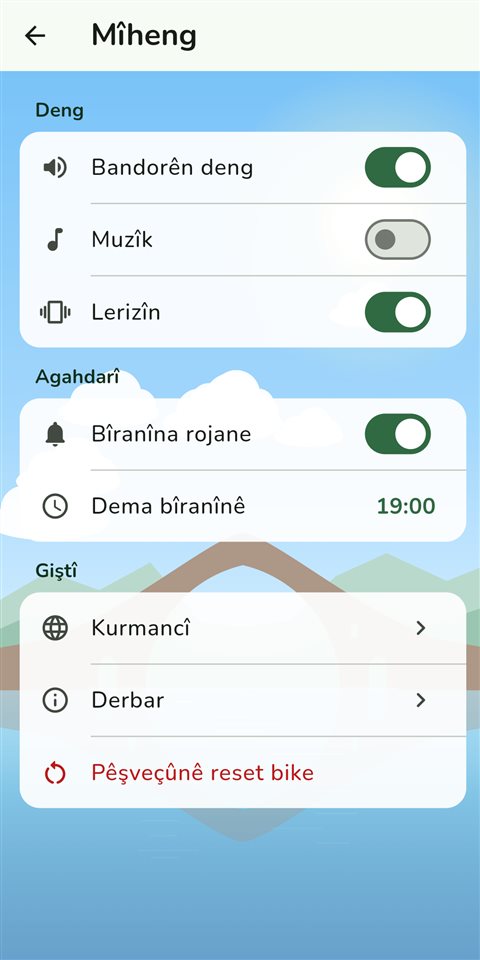 Mîheng
Deng
Bandorên deng
Muzîk
Lerizîn
Agahdarî
Bîranîna rojane
Dema bîranînê 19:00
Giştî
Kurmancî
Derbar
Pêşveçûnê reset bike